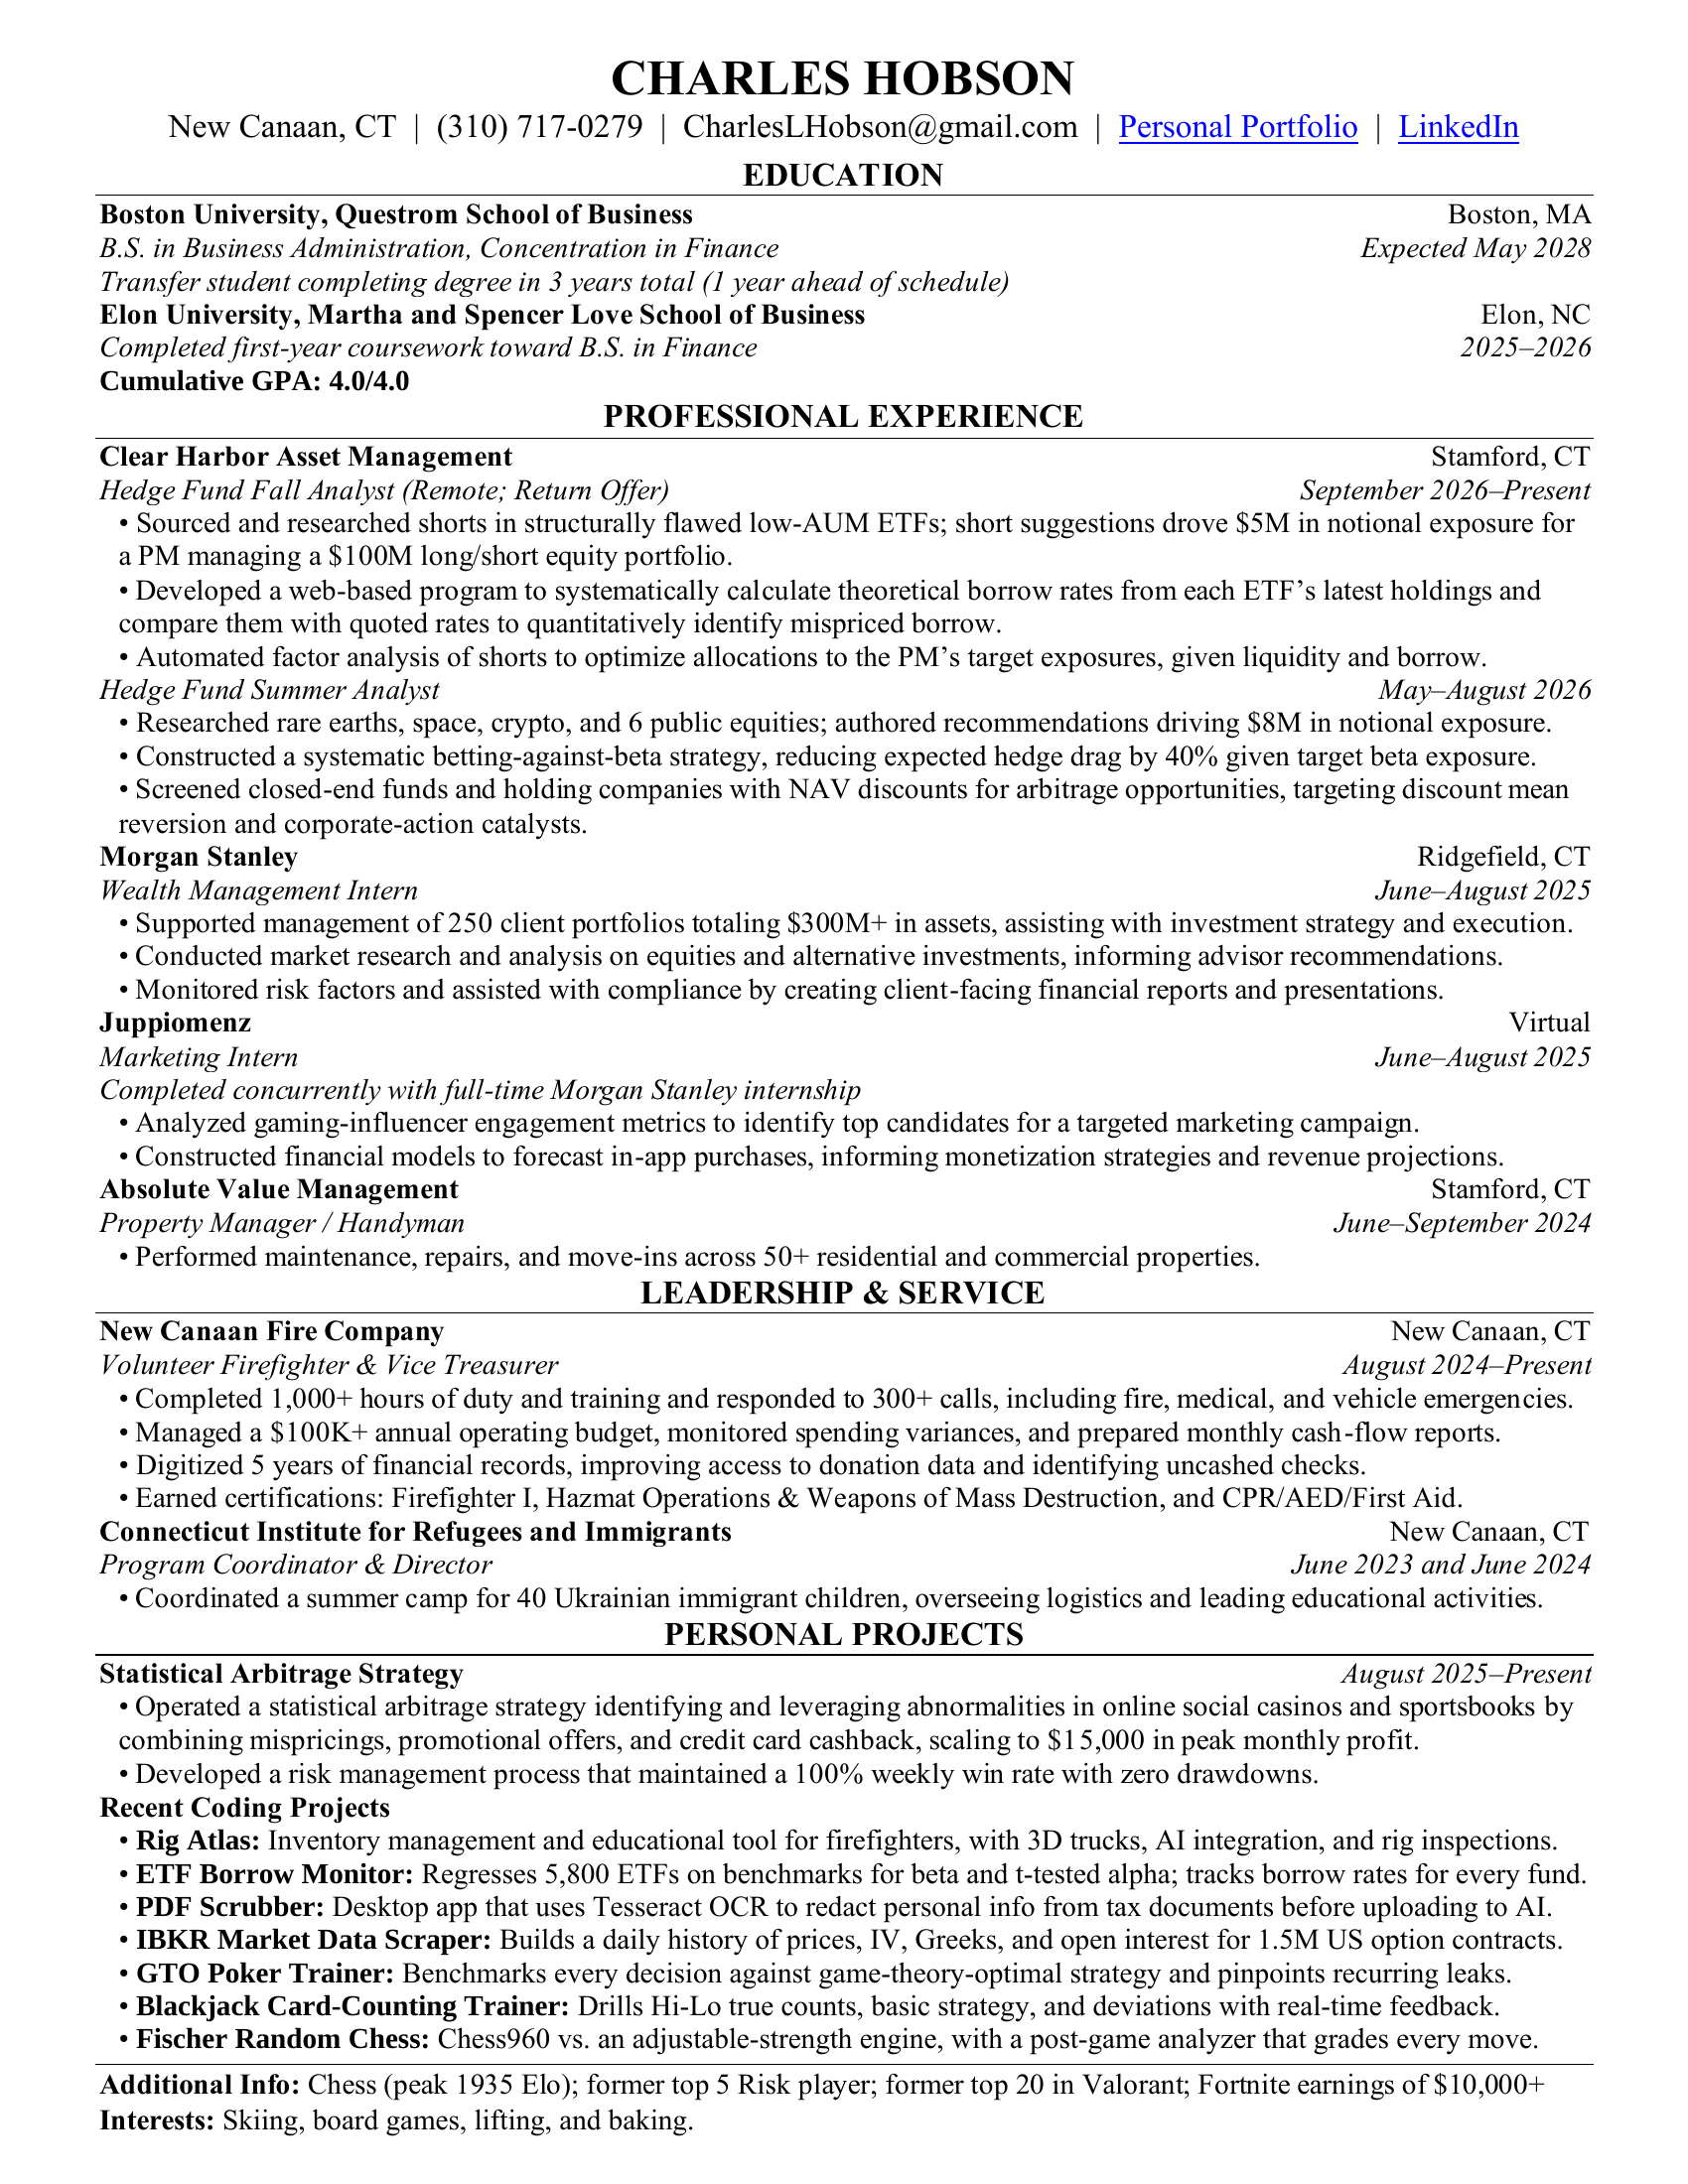 CHARLES HOBSON
New Canaan, CT | (310) 717-0279 | CharlesLHobson@gmail.com | Personal Portfolio | LinkedIn
EDUCATION
Boston University, Questrom School of Business Boston, MA
B.S. in Business Administration, Concentration in Finance Expected May 2028
Transfer student completing degree in 3 years total (1 year ahead of schedule)
Elon University, Martha and Spencer Love School of Business Elon, NC
Completed first-year coursework toward B.S. in Finance 2025–2026
Cumulative GPA: 4.0/4.0
PROFESSIONAL EXPERIENCE
Clear Harbor Asset Management Stamford, CT
Hedge Fund Fall Analyst (Remote; Return Offer) September 2026–Present
• Sourced and researched shorts in structurally flawed low-AUM ETFs; short suggestions drove $5M in notional exposure for
a PM managing a $100M long/short equity portfolio.
• Developed a web-based program to systematically calculate theoretical borrow rates from each ETF’s latest holdings and
compare them with quoted rates to quantitatively identify mispriced borrow.
• Automated factor analysis of shorts to optimize allocations to the PM’s target exposures, given liquidity and borrow.
Hedge Fund Summer Analyst May–August 2026
• Researched rare earths, space, crypto, and 6 public equities; authored recommendations driving $8M in notional exposure.
• Constructed a systematic betting-against-beta strategy, reducing expected hedge drag by 40% given target beta exposure.
• Screened closed-end funds and holding companies with NAV discounts for arbitrage opportunities, targeting discount mean
reversion and corporate-action catalysts.
Morgan Stanley Ridgefield, CT
Wealth Management Intern June–August 2025
• Supported management of 250 client portfolios totaling $300M+ in assets, assisting with investment strategy and execution.
• Conducted market research and analysis on equities and alternative investments, informing advisor recommendations.
• Monitored risk factors and assisted with compliance by creating client-facing financial reports and presentations.
Juppiomenz Virtual
Marketing Intern June–August 2025
Completed concurrently with full-time Morgan Stanley internship
• Analyzed gaming-influencer engagement metrics to identify top candidates for a targeted marketing campaign.
• Constructed financial models to forecast in-app purchases, informing monetization strategies and revenue projections.
Absolute Value Management Stamford, CT
Property Manager / Handyman June–September 2024
• Performed maintenance, repairs, and move-ins across 50+ residential and commercial properties.
LEADERSHIP & SERVICE
New Canaan Fire Company New Canaan, CT
Volunteer Firefighter & Vice Treasurer August 2024–Present
• Completed 1,000+ hours of duty and training and responded to 300+ calls, including fire, medical, and vehicle emergencies.
• Managed a $100K+ annual operating budget, monitored spending variances, and prepared monthly cash-flow reports.
• Digitized 5 years of financial records, improving access to donation data and identifying uncashed checks.
• Earned certifications: Firefighter I, Hazmat Operations & Weapons of Mass Destruction, and CPR/AED/First Aid.
Connecticut Institute for Refugees and Immigrants New Canaan, CT
Program Coordinator & Director June 2023 and June 2024
• Coordinated a summer camp for 40 Ukrainian immigrant children, overseeing logistics and leading educational activities.
PERSONAL PROJECTS
Statistical Arbitrage Strategy August 2025–Present
• Operated a statistical arbitrage strategy identifying and leveraging abnormalities in online social casinos and sportsbooks by
combining mispricings, promotional offers, and credit card cashback, scaling to $15,000 in peak monthly profit.
• Developed a risk management process that maintained a 100% weekly win rate with zero drawdowns.
Recent Coding Projects
• Rig Atlas: Inventory management and educational tool for firefighters, with 3D trucks, AI integration, and rig inspections.
• ETF Borrow Monitor: Regresses 5,800 ETFs on benchmarks for beta and t-tested alpha; tracks borrow rates for every fund.
• PDF Scrubber: Desktop app that uses Tesseract OCR to redact personal info from tax documents before uploading to AI.
• IBKR Market Data Scraper: Builds a daily history of prices, IV, Greeks, and open interest for 1.5M US option contracts.
• GTO Poker Trainer: Benchmarks every decision against game-theory-optimal strategy and pinpoints recurring leaks.
• Blackjack Card-Counting Trainer: Drills Hi-Lo true counts, basic strategy, and deviations with real-time feedback.
• Fischer Random Chess: Chess960 vs. an adjustable-strength engine, with a post-game analyzer that grades every move.
Additional Info: Chess (peak 1935 Elo); former top 5 Risk player; former top 20 in Valorant; Fortnite earnings of $10,000+
Interests: Skiing, board games, lifting, and baking.